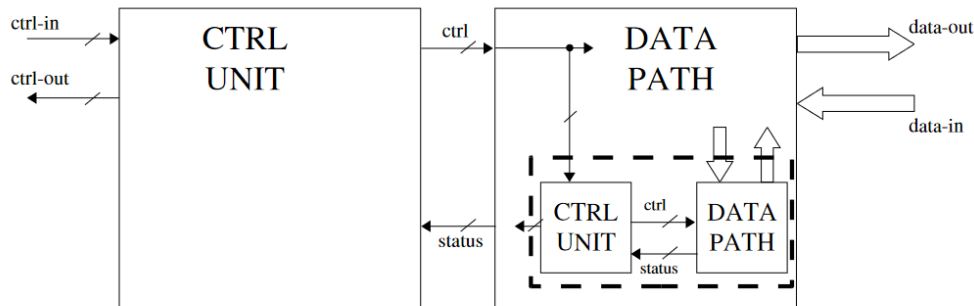 ctrl-in
ctrl-out
CTRL
UNIT
ctrl
DATA
PATH
data-out
data-in
status
CTRL
UNIT
ctrl
status
DATA
PATH